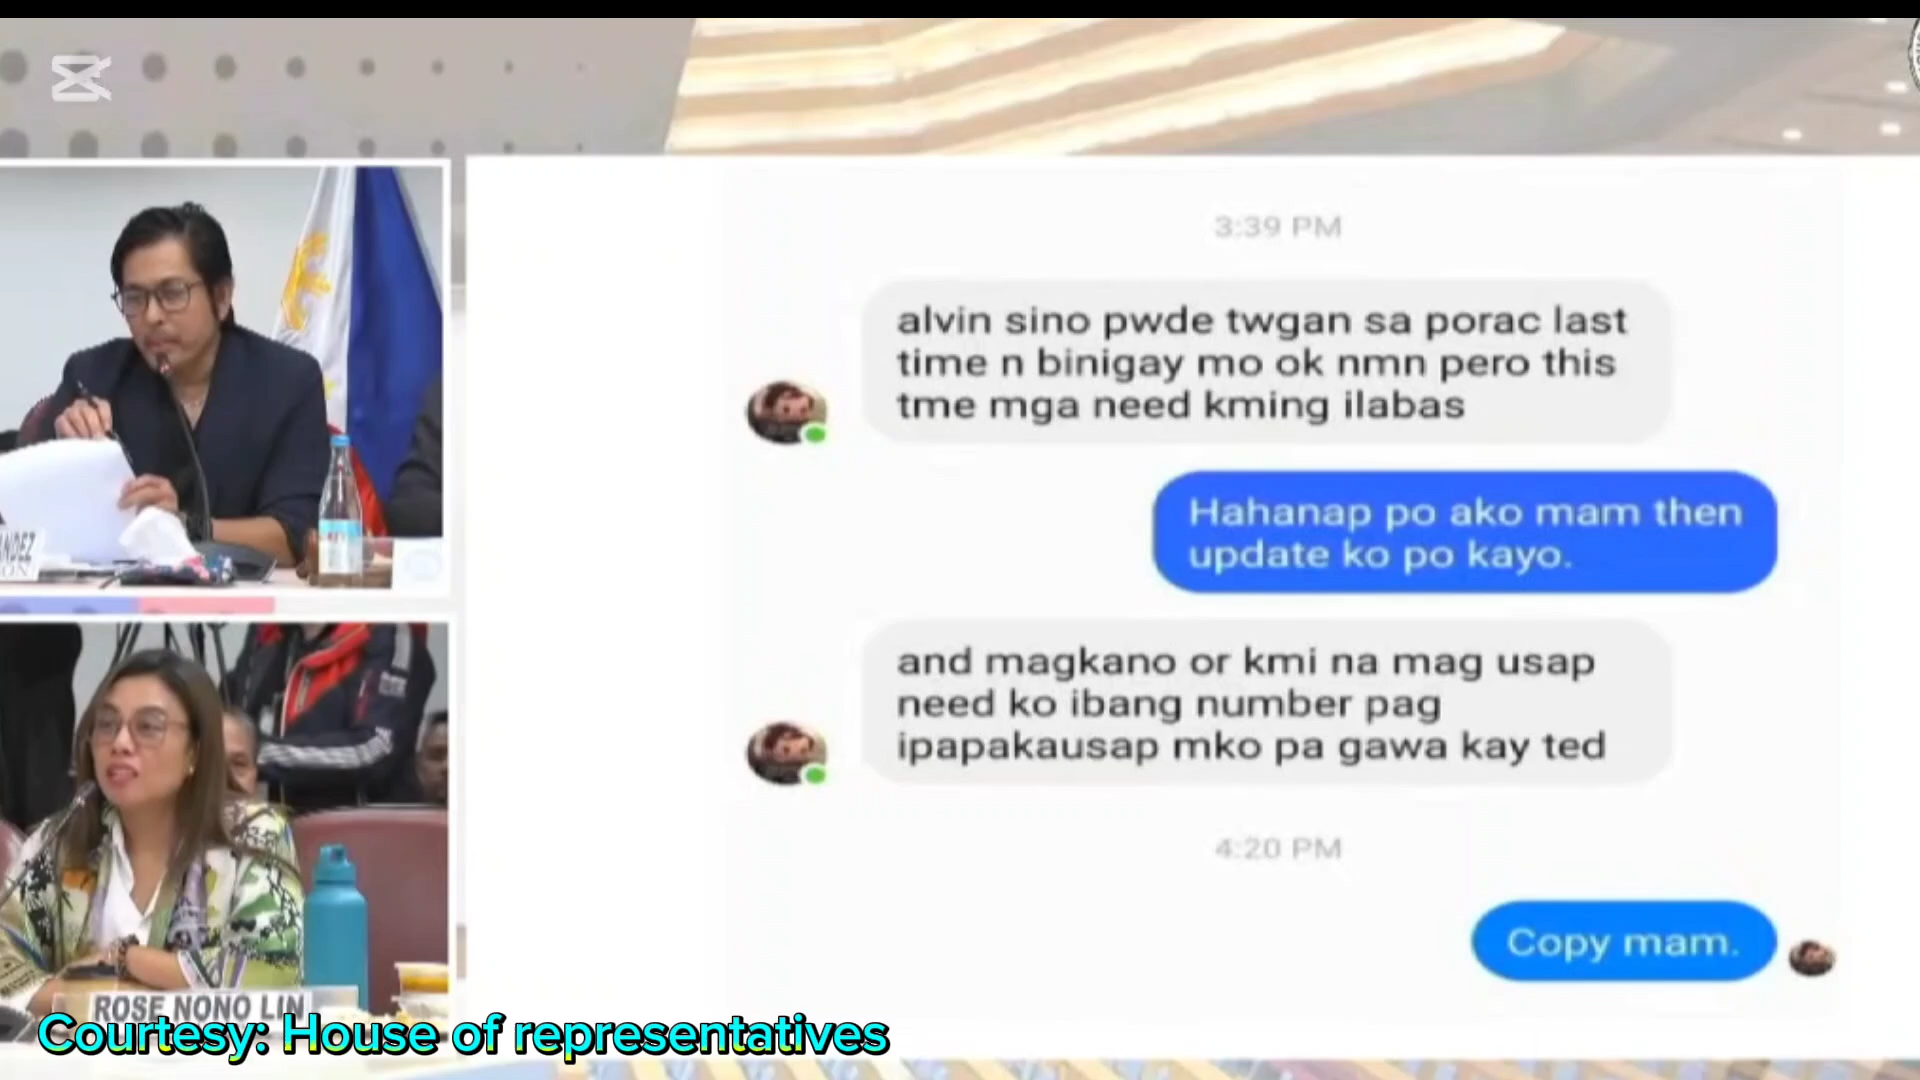 3:39 PM
alvin sino pwde twgan sa porac last
time n binigay mo ok nmn pero this
tme mga need kming ilabas
Hahanap po ako mam then
update ko po kayo.
and magkano or kmi na mag usap
need ko ibang number pag
ipapakausap mko pa gawa kay ted
4:20 PM
Copy mam.
ROSE NONO LIN
Courtesy: House of representatives